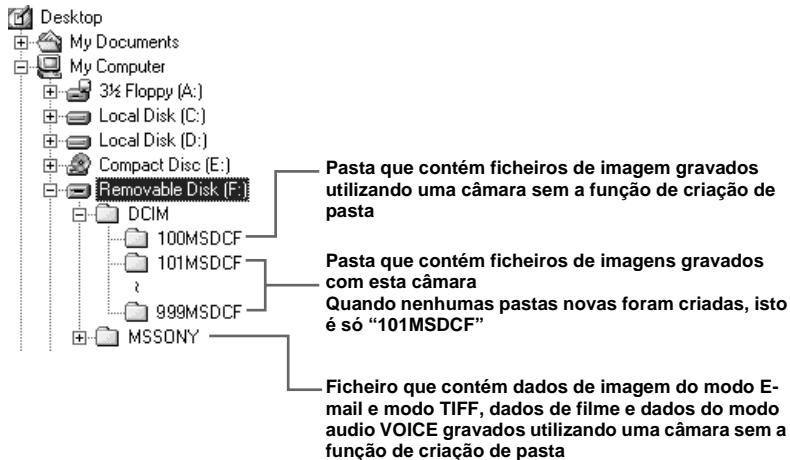 Desktop
My Documents
My Computer
3½ Floppy (A:)
Local Disk (C:)
Local Disk (D:)
Compact Disc (E:)
Removable Disk (F:)
DCIM
100MSDCF
101MSDCF
~
999MSDCF
MSSONY
Pasta que contém ficheiros de imagem gravados
utilizando uma câmara sem a função de criação de
pasta
Pasta que contém ficheiros de imagens gravados
com esta câmara
Quando nenhumas pastas novas foram criadas, isto
é só “101MSDCF”
Ficheiro que contém dados de imagem do modo E-
mail e modo TIFF, dados de filme e dados do modo
audio VOICE gravados utilizando uma câmara sem a
função de criação de pasta